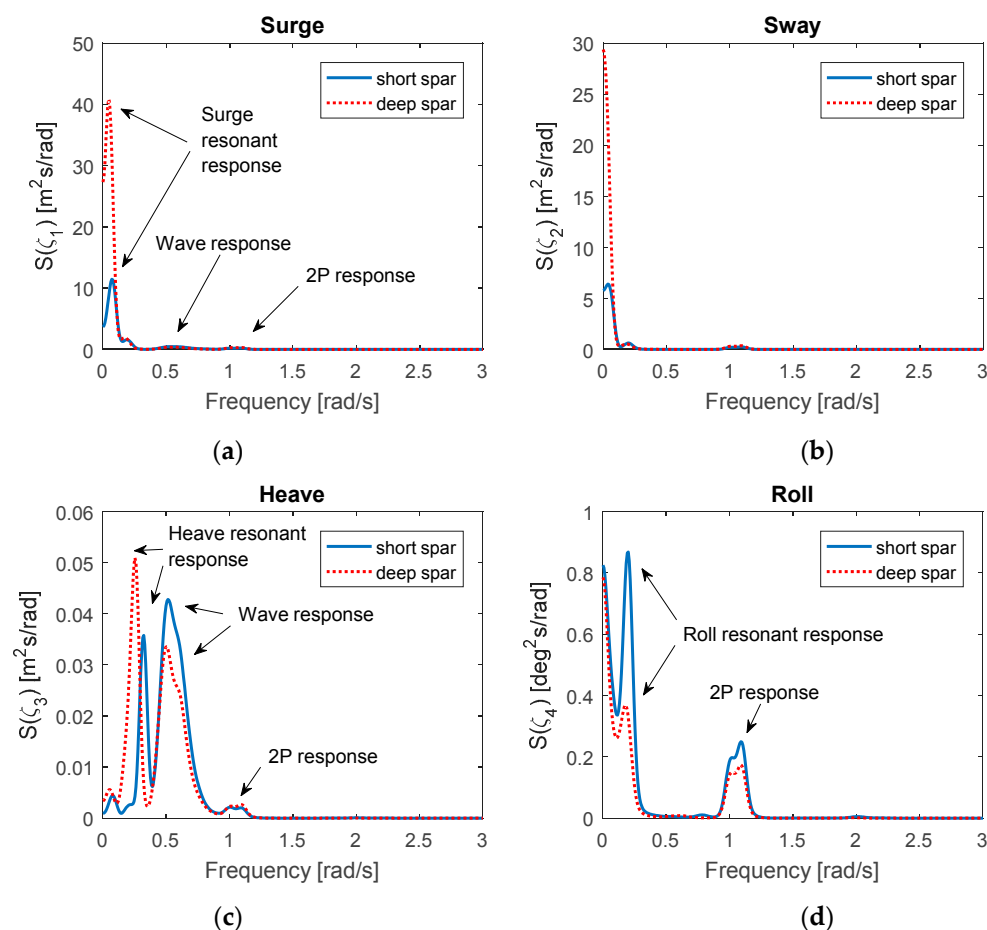 Surge
50
40
30
20
10
0
S(ζ1) [m2s/rad]
short spar
deep spar
Surge
resonant
response
Wave response
2P response
0 0.5 1 1.5 2 2.5 3
Frequency [rad/s]
(a)
Sway
30
25
20
15
10
5
0
S(ζ2) [m2s/rad]
short spar
deep spar
0 0.5 1 1.5 2 2.5 3
Frequency [rad/s]
(b)
Heave
0.06
0.05
0.04
0.03
0.02
0.01
0
S(ζ3) [m2s/rad]
Heave resonant
response
short spar
deep spar
Wave response
2P response
0 0.5 1 1.5 2 2.5 3
Frequency [rad/s]
(c)
Roll
1
0.8
0.6
0.4
0.2
0
S(ζ4) [deg2s/rad]
short spar
deep spar
Roll resonant response
2P response
0 0.5 1 1.5 2 2.5 3
Frequency [rad/s]
(d)